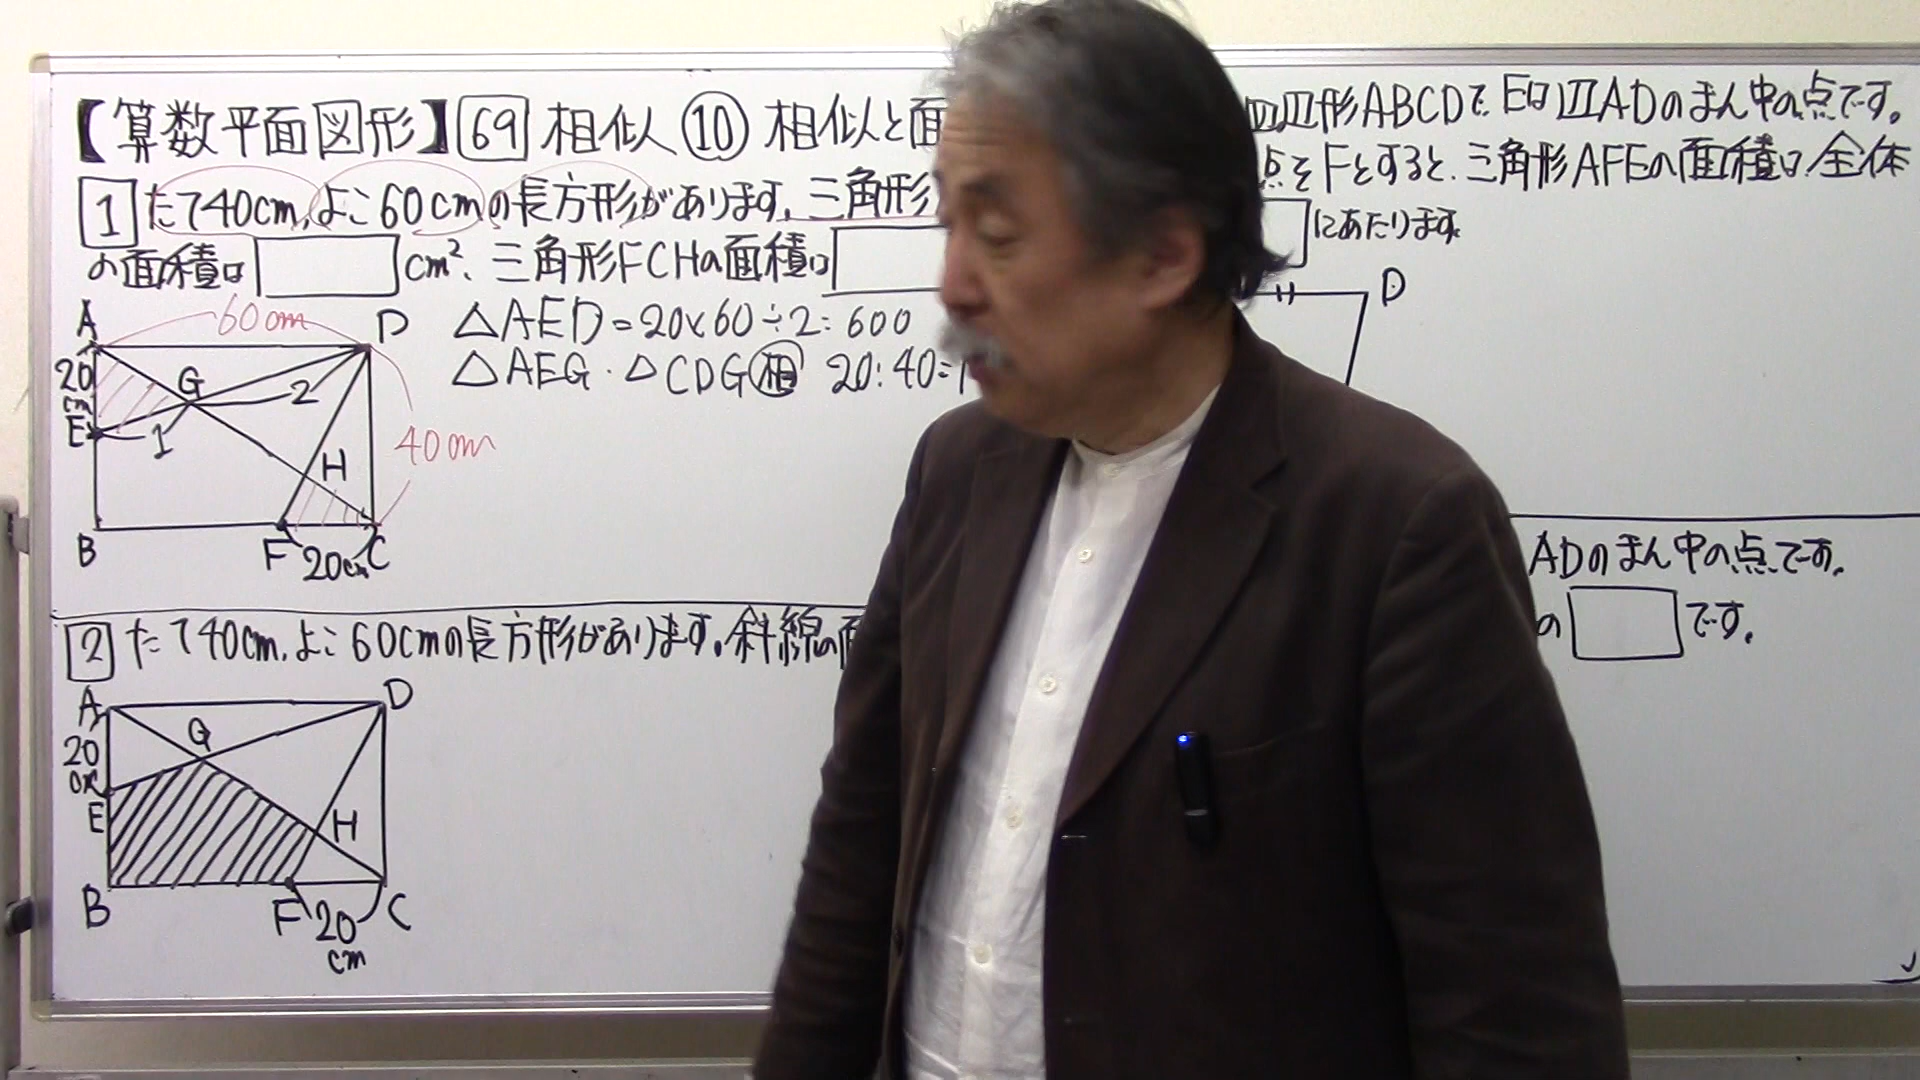 【算数平面図形】69 相似⑩ 相似と面
1 たて40cm、よこ60cmの長方形があります。三角形
の面積は cm²、三角形FCHの面積は
A 60cm D
20cm
G
2
E
1
40cm
H
B F 20cm C
△AED=20×60÷2=600
△AEG・△CDG相 20:40=1
2 たて40cm、よこ60cmの長方形があります。斜線の面
A D
G
20cm
E
H
B F 20cm C
四辺形ABCDで、Eは辺ADのまん中の点です。
点をFとすると、三角形AFEの面積は、全体
にあたります。
D
ADのまん中の点です。
の です。